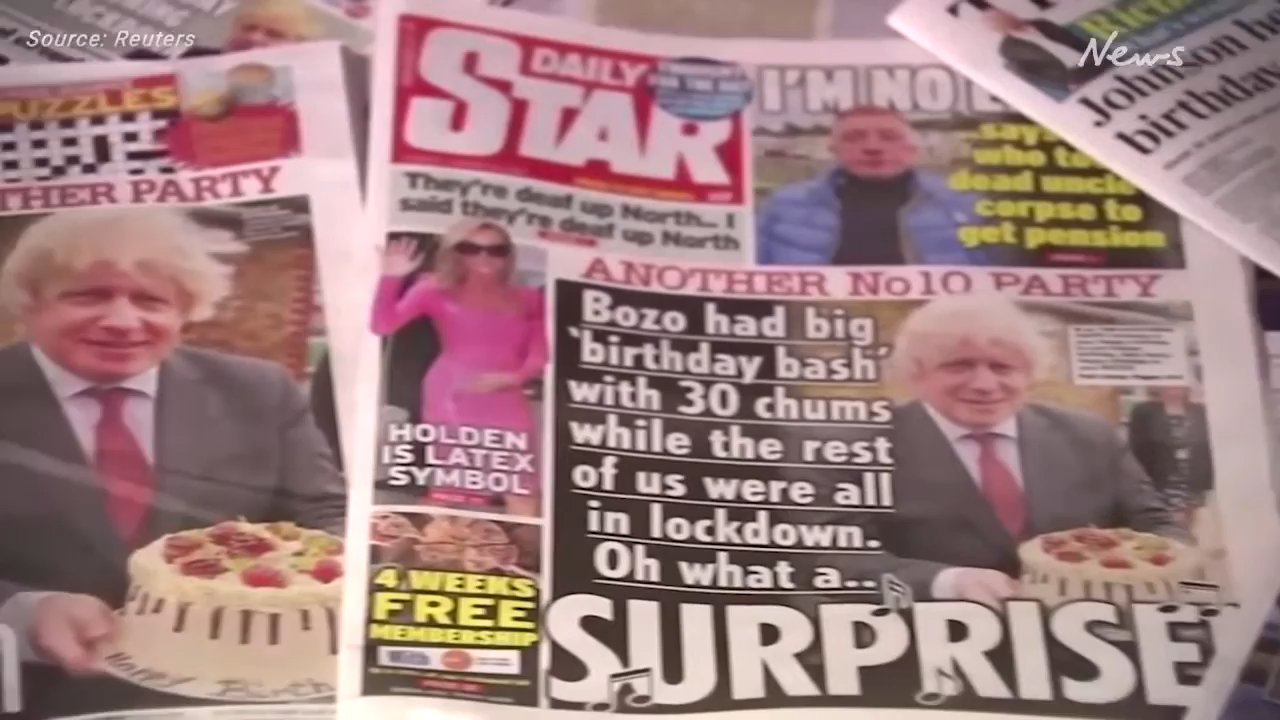 Source: Reuters
News
PUZZLES
THER PARTY
Happy Birth
DAILY
STAR
They're deaf up North... I
said they're deaf up North
I'M NO
...says
who to
dead uncle
corpse to
get pension
Johnson
birthday
ANOTHER No10 PARTY
Bozo had big
'birthday bash'
with 30 chums
while the rest
of us were all
in lockdown.
Oh what a...
SURPRISE
HOLDEN
IS LATEX
SYMBOL
4 WEEKS
FREE
MEMBERSHIP